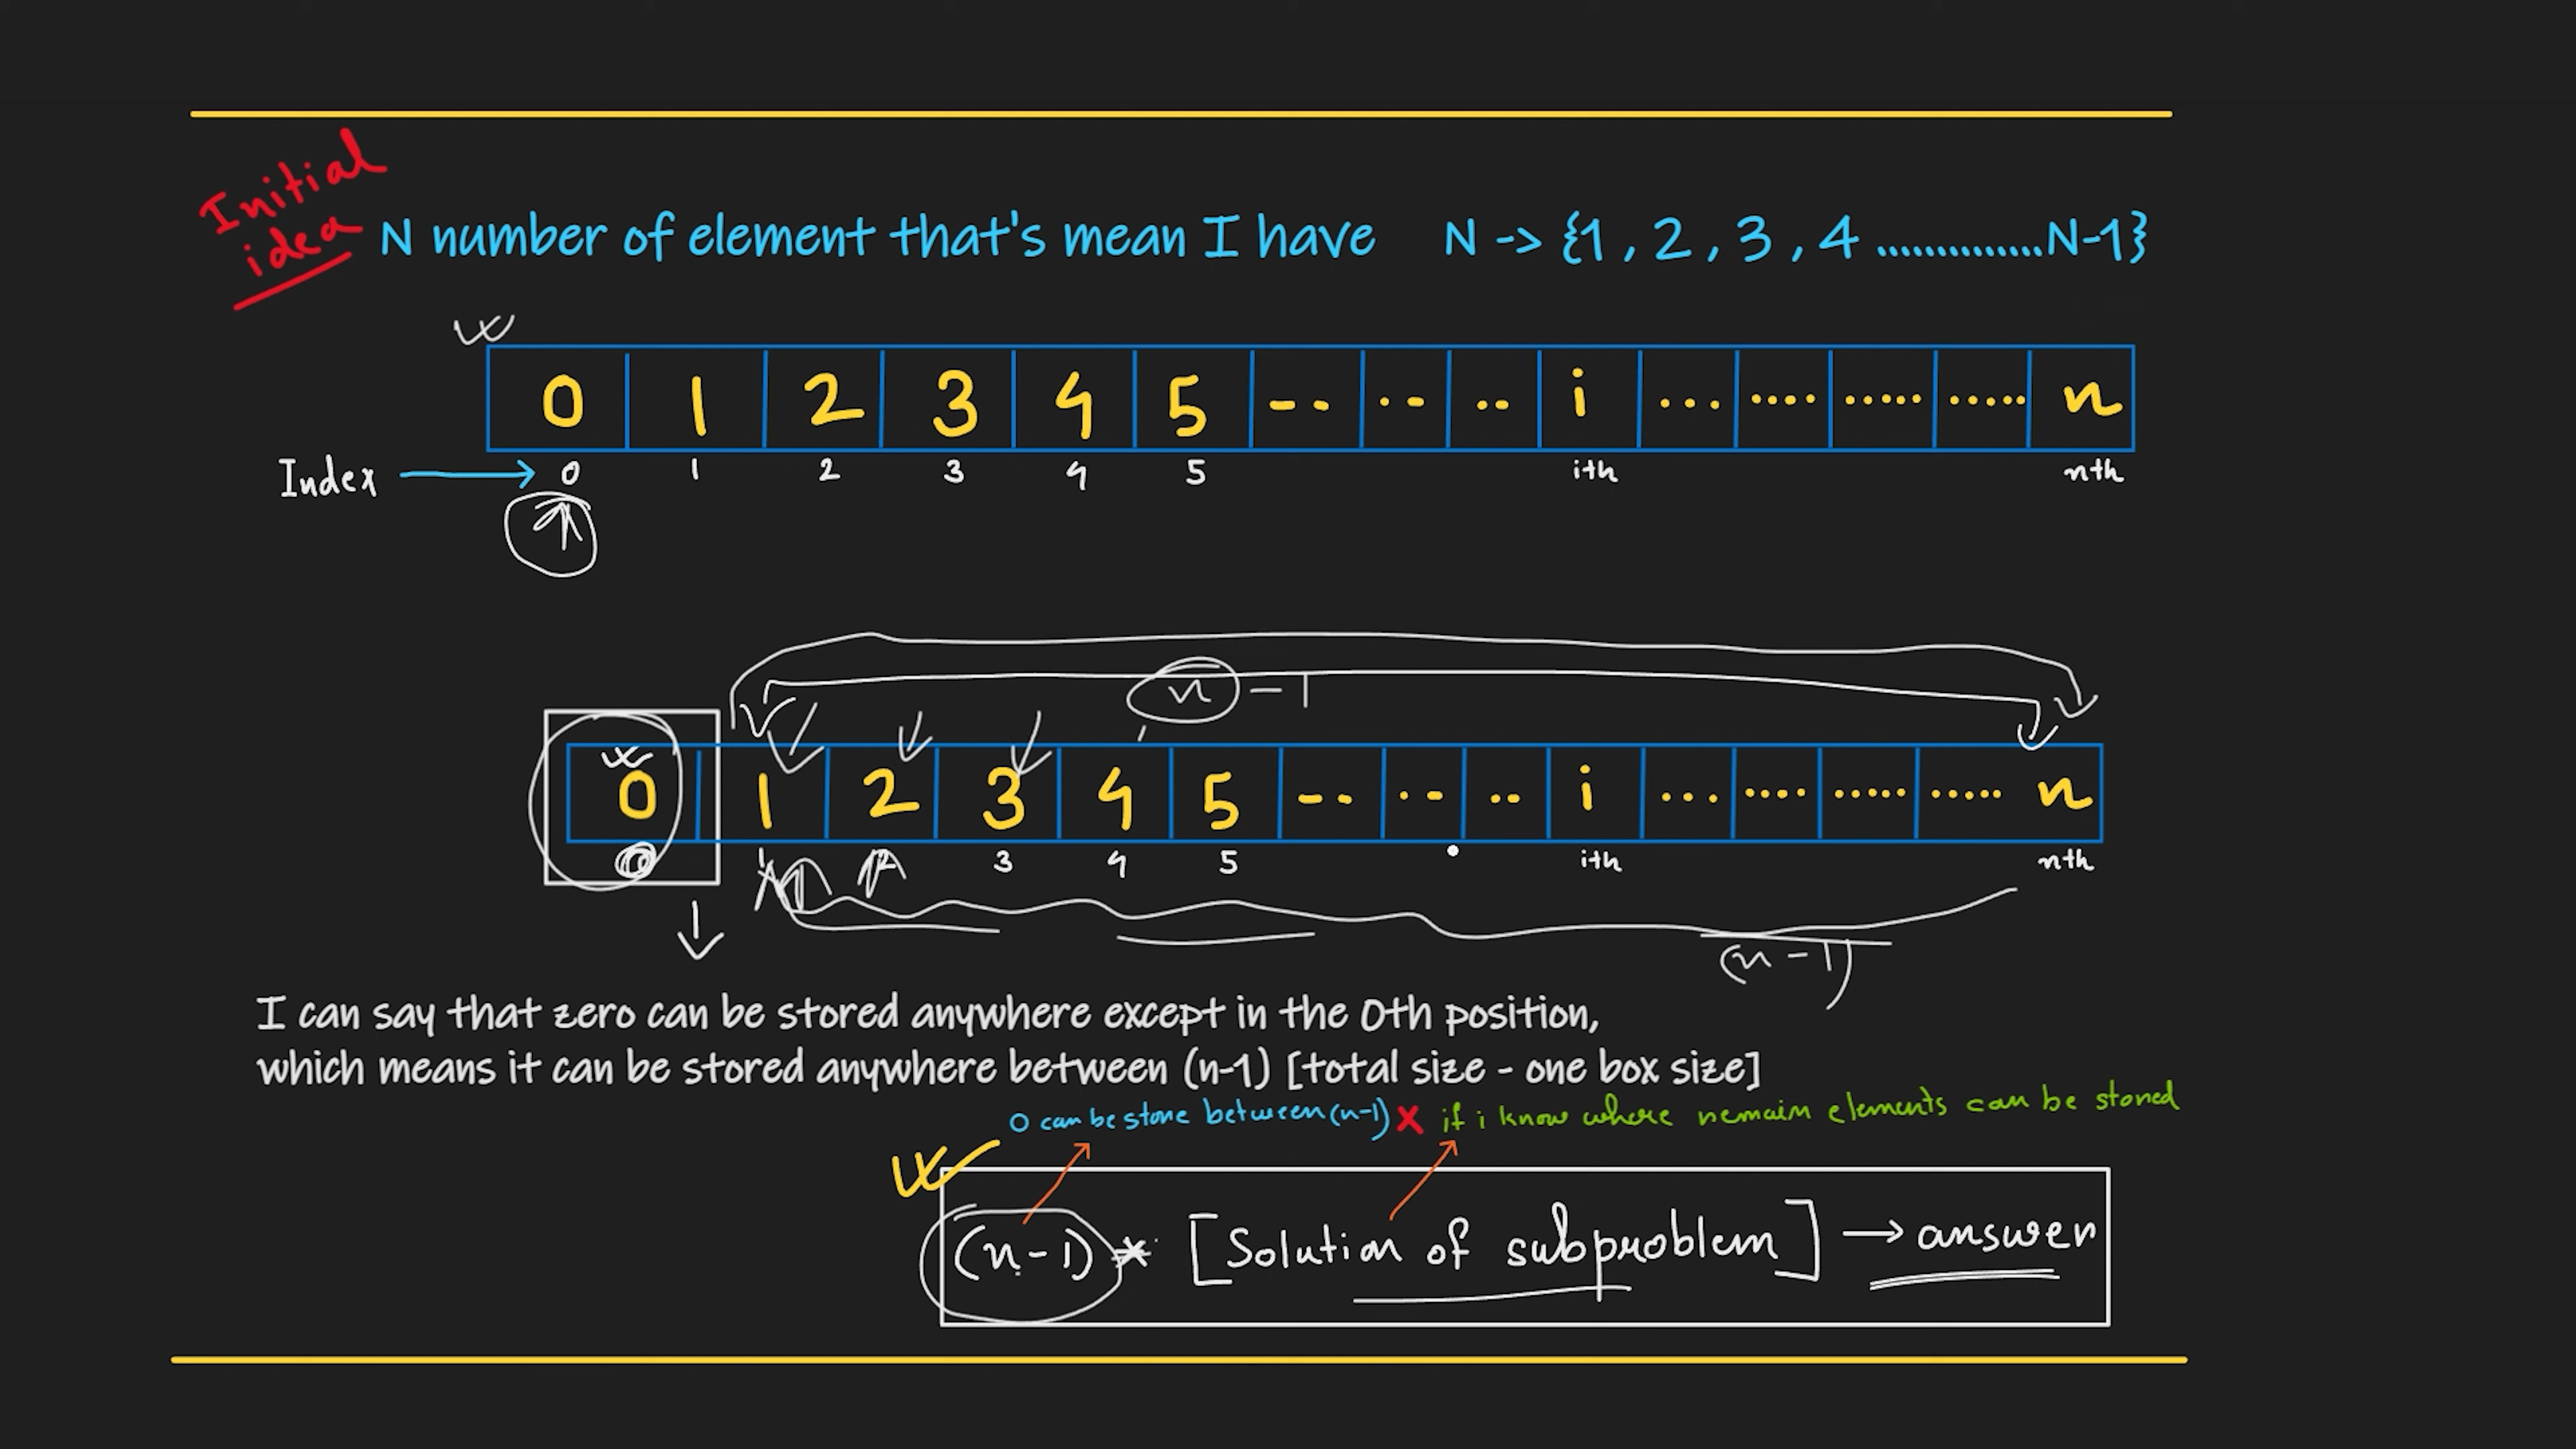 Initial
idea
N number of element that's mean I have N -> {1 , 2 , 3 , 4 ..............N-1}
0 1 2 3 4 5 -- -- -- i ... .... ..... ..... n
Index → 0 1 2 3 4 5 ith nth
n - 1
0 1 2 3 4 5 -- -- -- i ... .... ..... ..... n
0 1 2 3 4 5 ith nth
(n - 1)
I can say that zero can be stored anywhere except in the 0th position,
which means it can be stored anywhere between (n-1) [total size - one box size]
0 can be store between (n-1) × if i know where remain elements can be stored
(n - 1) * [Solution of subproblem] → answer